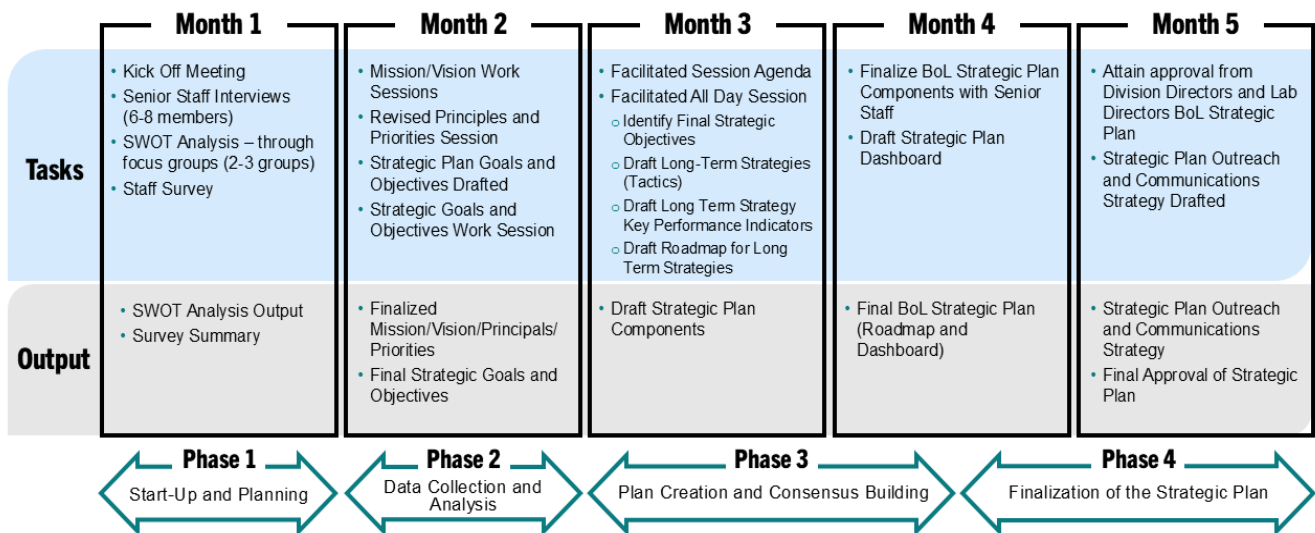 Month 1
Month 2
Month 3
Month 4
Month 5
Tasks
• Kick Off Meeting
• Senior Staff Interviews
(6-8 members)
• SWOT Analysis – through
focus groups (2-3 groups)
• Staff Survey
• Mission/Vision Work
Sessions
• Revised Principles and
Priorities Session
• Strategic Plan Goals and
Objectives Drafted
• Strategic Goals and
Objectives Work Session
• Facilitated Session Agenda
• Facilitated All Day Session
o Identify Final Strategic
Objectives
o Draft Long-Term Strategies
(Tactics)
o Draft Long Term Strategy
Key Performance Indicators
o Draft Roadmap for Long
Term Strategies
• Finalize BoL Strategic Plan
Components with Senior
Staff
• Draft Strategic Plan
Dashboard
• Attain approval from
Division Directors and Lab
Directors BoL Strategic
Plan
• Strategic Plan Outreach
and Communications
Strategy Drafted
Output
• SWOT Analysis Output
• Survey Summary
• Finalized
Mission/Vision/Principals/
Priorities
• Final Strategic Goals and
Objectives
• Draft Strategic Plan
Components
• Final BoL Strategic Plan
(Roadmap and
Dashboard)
• Strategic Plan Outreach
and Communications
Strategy
• Final Approval of Strategic
Plan
Phase 1
Start-Up and Planning
Phase 2
Data Collection and
Analysis
Phase 3
Plan Creation and Consensus Building
Phase 4
Finalization of the Strategic Plan